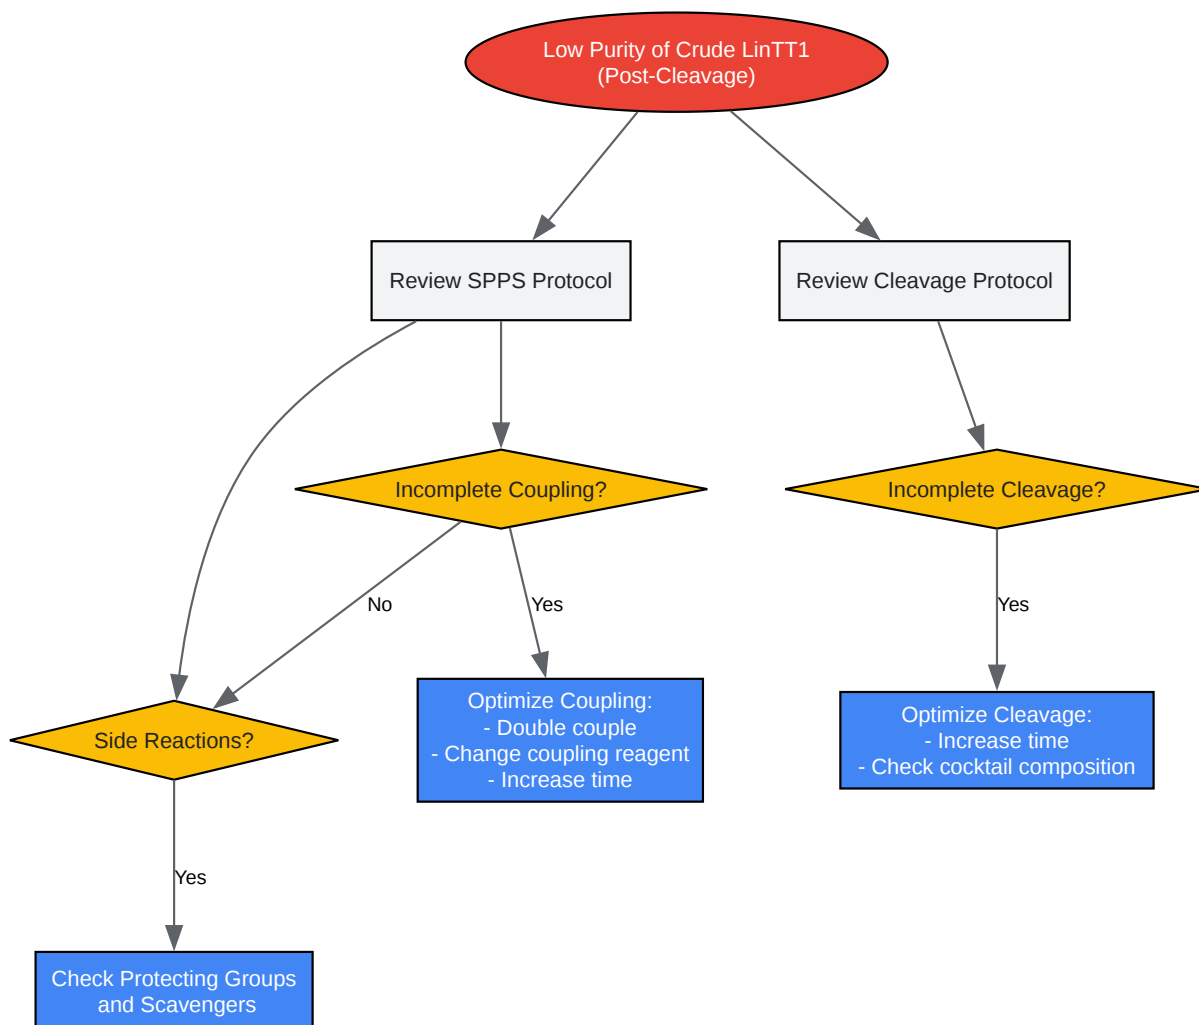 Low Purity of Crude LinTT1
(Post-Cleavage)
Review SPPS Protocol
Review Cleavage Protocol
Incomplete Coupling?
Incomplete Cleavage?
No
Yes
Yes
Optimize Coupling:
- Double couple
- Change coupling reagent
- Increase time
Optimize Cleavage:
- Increase time
- Check cocktail composition
Side Reactions?
Yes
Check Protecting Groups
and Scavengers